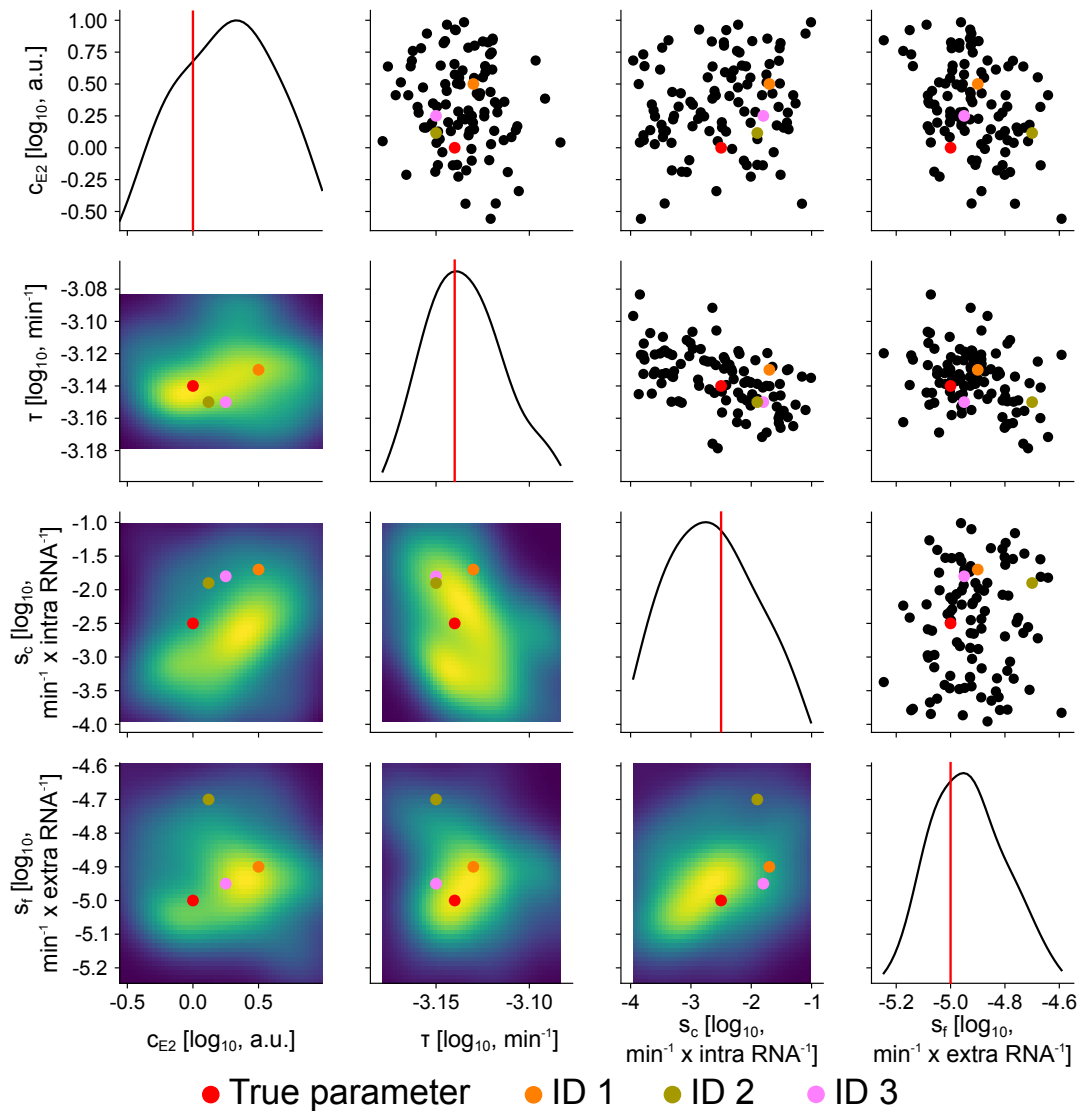 1.00
0.75
0.50
0.25
0.00
-0.25
-0.50
c_E2 [log₁₀, a.u.]
-3.08
-3.10
-3.12
-3.14
-3.16
-3.18
τ [log₁₀, min⁻¹]
-1.0
-1.5
-2.0
-2.5
-3.0
-3.5
-4.0
s_c [log₁₀,
min⁻¹ x intra RNA⁻¹]
-4.6
-4.7
-4.8
-4.9
-5.0
-5.1
-5.2
s_f [log₁₀,
min⁻¹ x extra RNA⁻¹]
-0.5 0.0 0.5
c_E2 [log₁₀, a.u.]
-3.15 -3.10
τ [log₁₀, min⁻¹]
-4 -3 -2 -1
s_c [log₁₀,
min⁻¹ x intra RNA⁻¹]
-5.2 -5.0 -4.8 -4.6
s_f [log₁₀,
min⁻¹ x extra RNA⁻¹]
True parameter ID 1 ID 2 ID 3